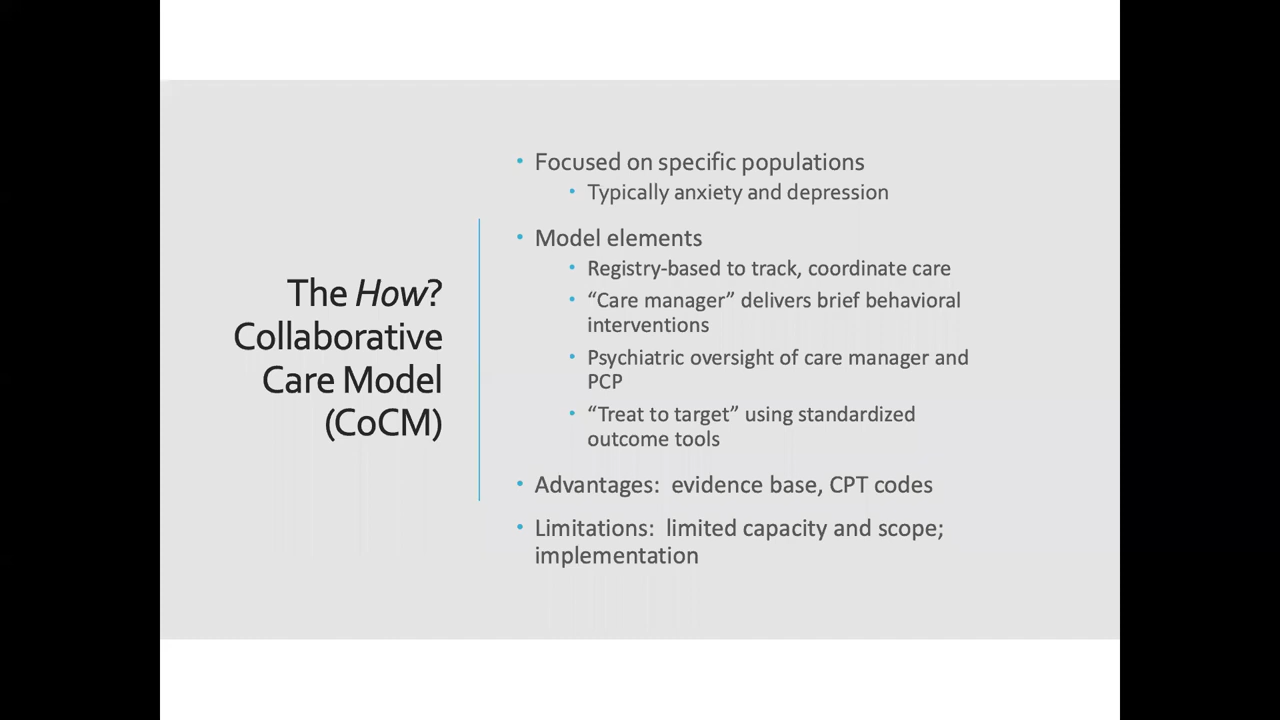 The How?
Collaborative
Care Model
(CoCM)
• Focused on specific populations
• Typically anxiety and depression
• Model elements
• Registry-based to track, coordinate care
• “Care manager” delivers brief behavioral
interventions
• Psychiatric oversight of care manager and
PCP
• “Treat to target” using standardized
outcome tools
• Advantages:  evidence base, CPT codes
• Limitations:  limited capacity and scope;
implementation